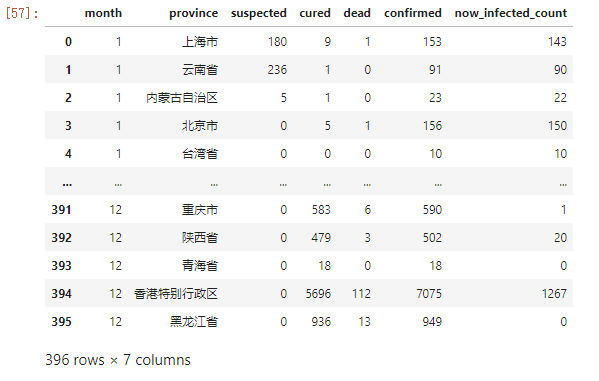 [57]:
month province suspected cured dead confirmed now_infected_count
0 1 上海市 180 9 1 153 143
1 1 云南省 236 1 0 91 90
2 1 内蒙古自治区 5 1 0 23 22
3 1 北京市 0 5 1 156 150
4 1 台湾省 0 0 0 10 10
... ... ... ... ... ... ... ...
391 12 重庆市 0 583 6 590 1
392 12 陕西省 0 479 3 502 20
393 12 青海省 0 18 0 18 0
394 12 香港特别行政区 0 5696 112 7075 1267
395 12 黑龙江省 0 936 13 949 0
396 rows × 7 columns